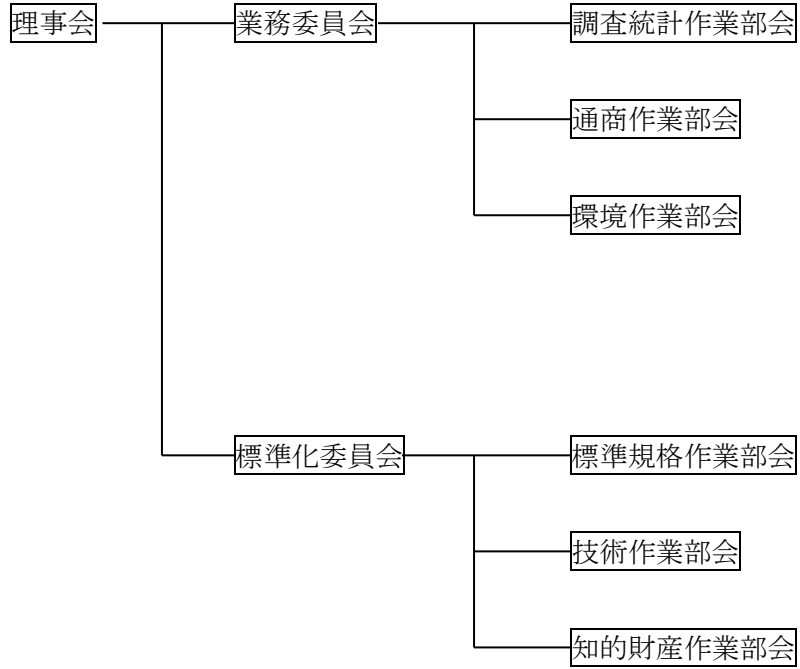 理事会
業務委員会
調査統計作業部会
通商作業部会
環境作業部会
標準化委員会
標準規格作業部会
技術作業部会
知的財産作業部会